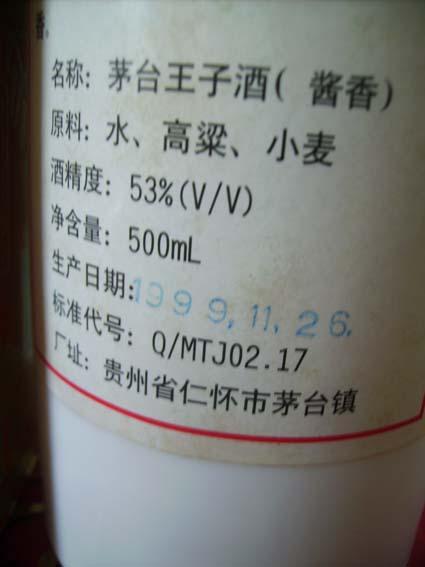 香。
名称：茅台王子酒（酱香）
原料：水、高粱、小麦
酒精度：53%(V/V)
净含量：500mL
生产日期：1999.11.26.
标准代号：Q/MTJ02.17
厂址：贵州省仁怀市茅台镇